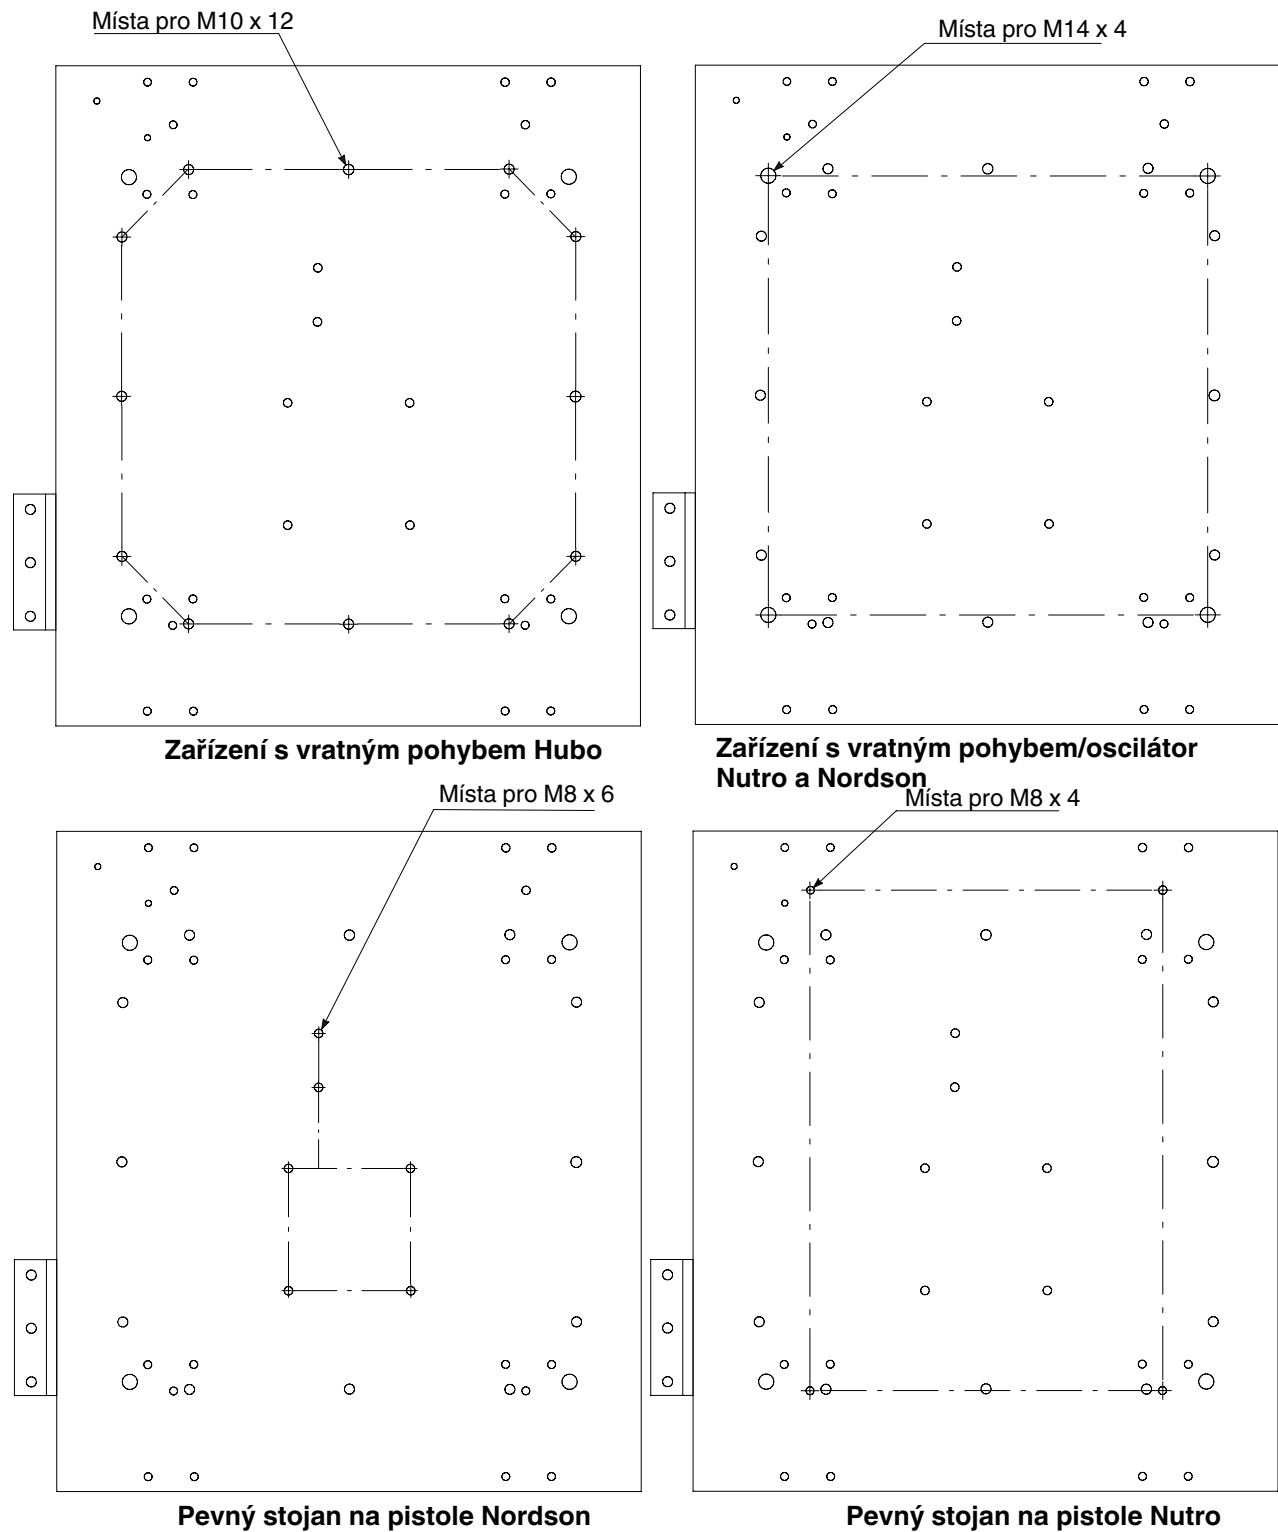 Místa pro M10 x 12
Místa pro M14 x 4
Zařízení s vratným pohybem Hubo
Zařízení s vratným pohybem/oscilátor
Nutro a Nordson
Místa pro M8 x 6
Místa pro M8 x 4
Pevný stojan na pistole Nordson
Pevný stojan na pistole Nutro